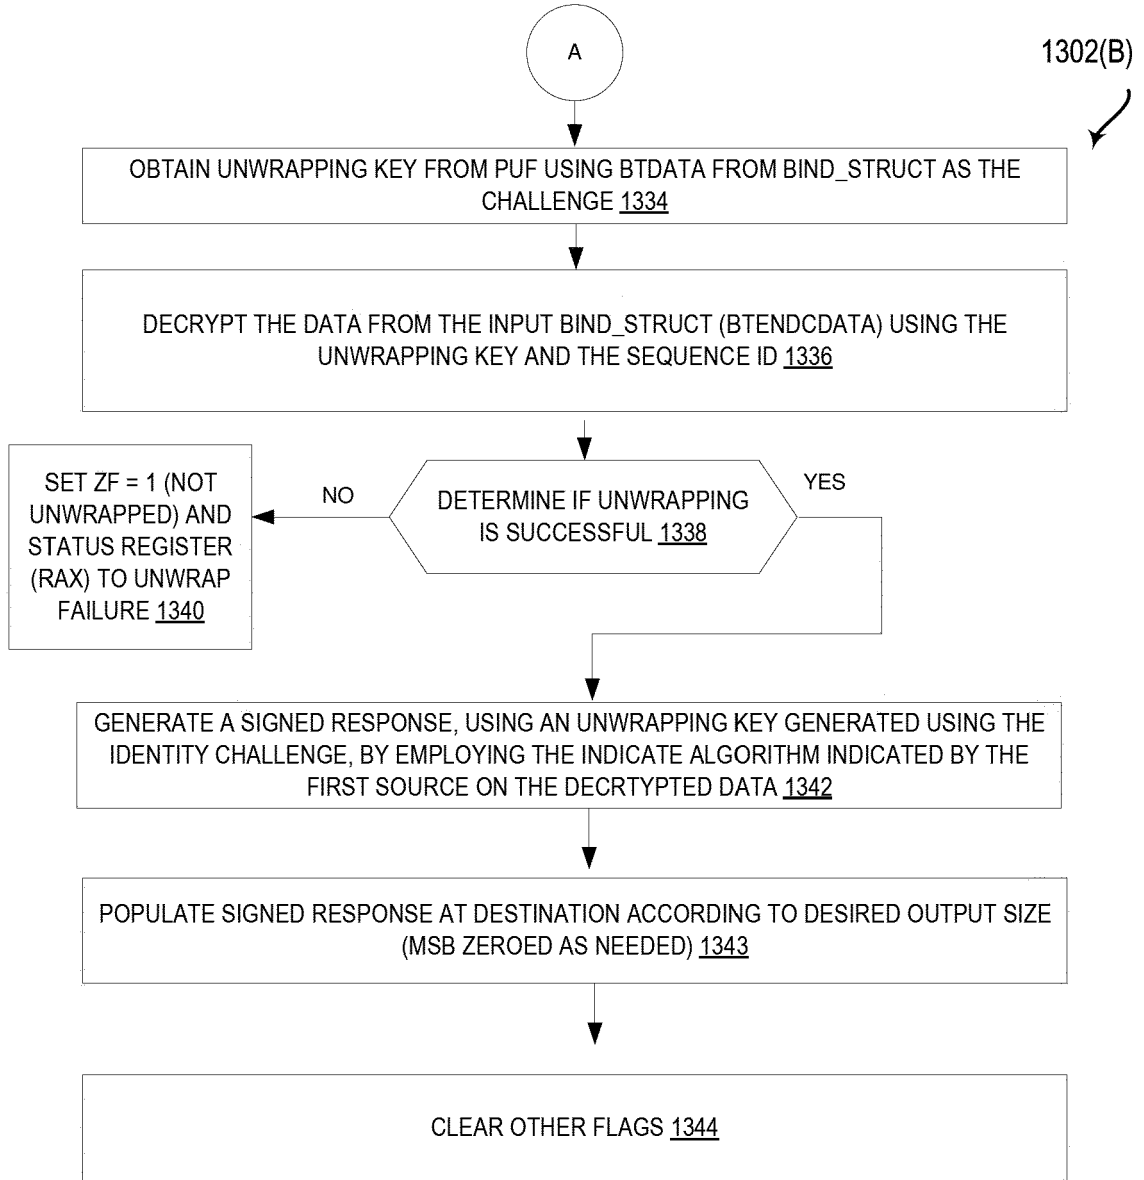 A
1302(B)
OBTAIN UNWRAPPING KEY FROM PUF USING BTDATA FROM BIND_STRUCT AS THE
CHALLENGE 1334
DECRYPT THE DATA FROM THE INPUT BIND_STRUCT (BTENDCDATA) USING THE
UNWRAPPING KEY AND THE SEQUENCE ID 1336
SET ZF = 1 (NOT
UNWRAPPED) AND
STATUS REGISTER
(RAX) TO UNWRAP
FAILURE 1340
NO
DETERMINE IF UNWRAPPING
IS SUCCESSFUL 1338
YES
GENERATE A SIGNED RESPONSE, USING AN UNWRAPPING KEY GENERATED USING THE
IDENTITY CHALLENGE, BY EMPLOYING THE INDICATE ALGORITHM INDICATED BY THE
FIRST SOURCE ON THE DECRTYPTED DATA 1342
POPULATE SIGNED RESPONSE AT DESTINATION ACCORDING TO DESIRED OUTPUT SIZE
(MSB ZEROED AS NEEDED) 1343
CLEAR OTHER FLAGS 1344